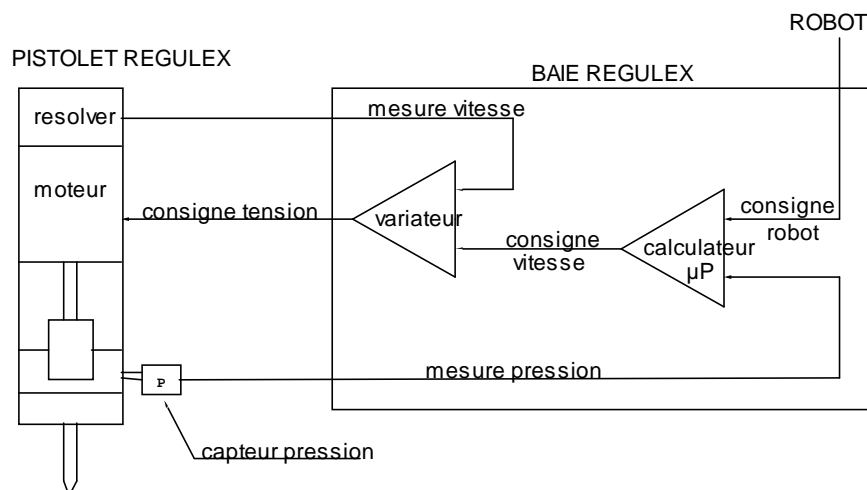 ROBOT
PISTOLET REGULEX
BAIE REGULEX
resolver
mesure vitesse
moteur
consigne tension
variateur
consigne
vitesse
calculateur
µP
consigne
robot
P
mesure pression
capteur pression